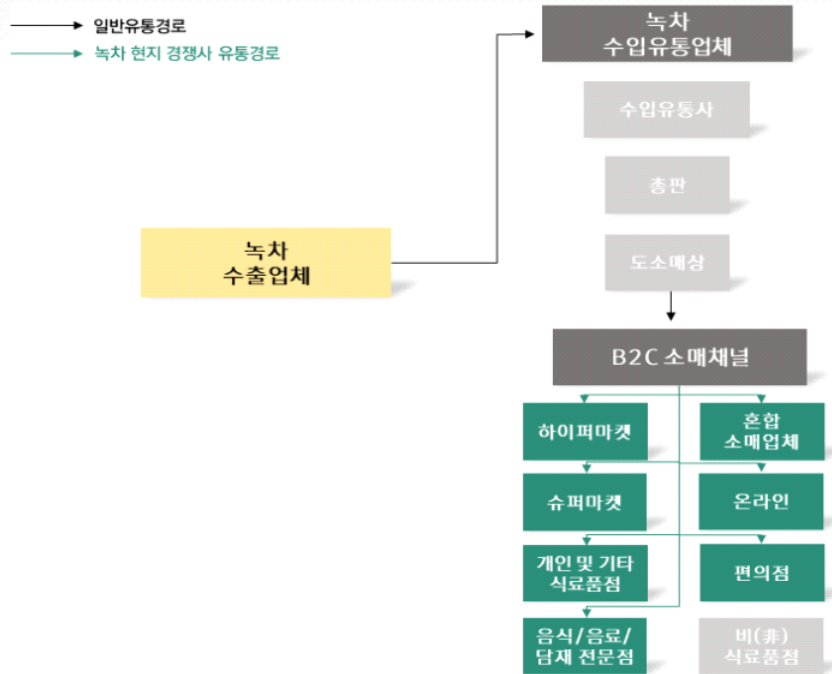 일반유통경로
녹차 현지 경쟁사 유통경로
녹차
수입유통업체
수입유통사
총판
녹차
수출업체
도소매상
B2C 소매채널
하이퍼마켓
혼합
소매업체
슈퍼마켓
온라인
개인 및 기타
식료품점
편의점
음식/음료/
담재 전문점
비(非)
식료품점